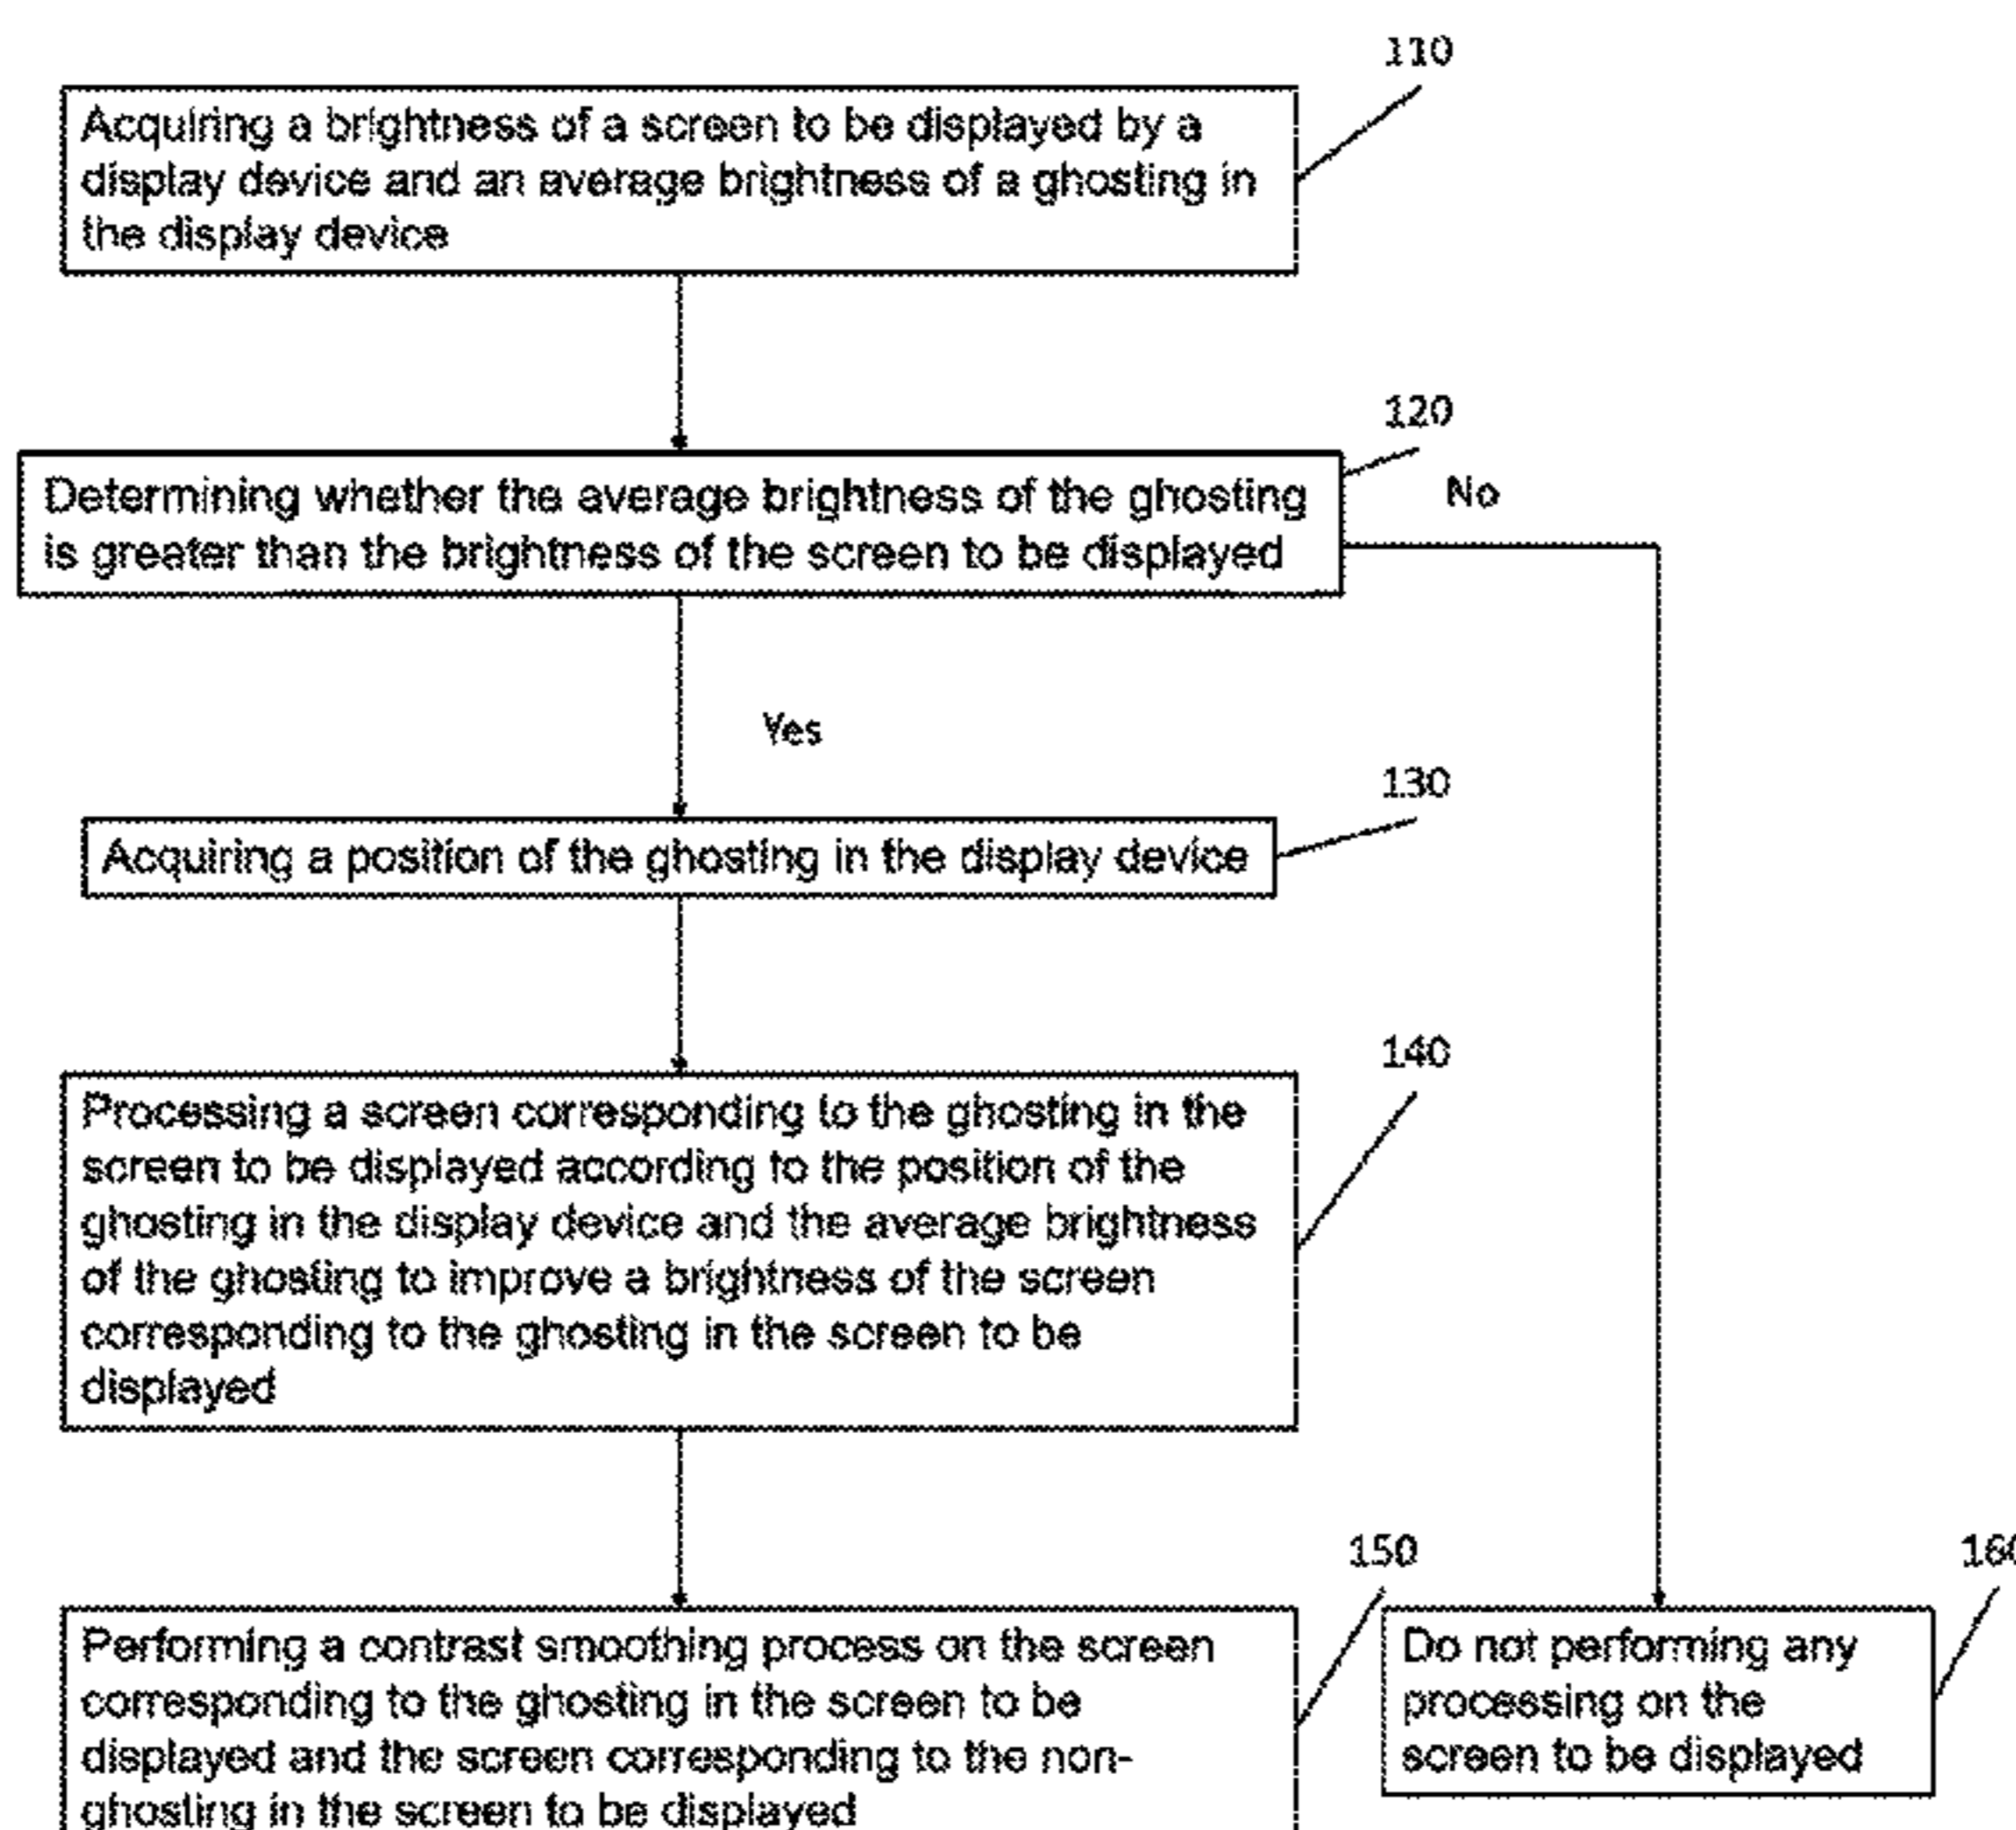 110
Acquiring a brightness of a screen to be displayed by a
display device and an average brightness of a ghosting in
the display device
120
Determining whether the average brightness of the ghosting
is greater than the brightness of the screen to be displayed
No
Yes
130
Acquiring a position of the ghosting in the display device
140
Processing a screen corresponding to the ghosting in the
screen to be displayed according to the position of the
ghosting in the display device and the average brightness
of the ghosting to improve a brightness of the screen
corresponding to the ghosting in the screen to be
displayed
150
Performing a contrast smoothing process on the screen
corresponding to the ghosting in the screen to be
displayed and the screen corresponding to the non-
ghosting in the screen to be displayed
160
Do not performing any
processing on the
screen to be displayed